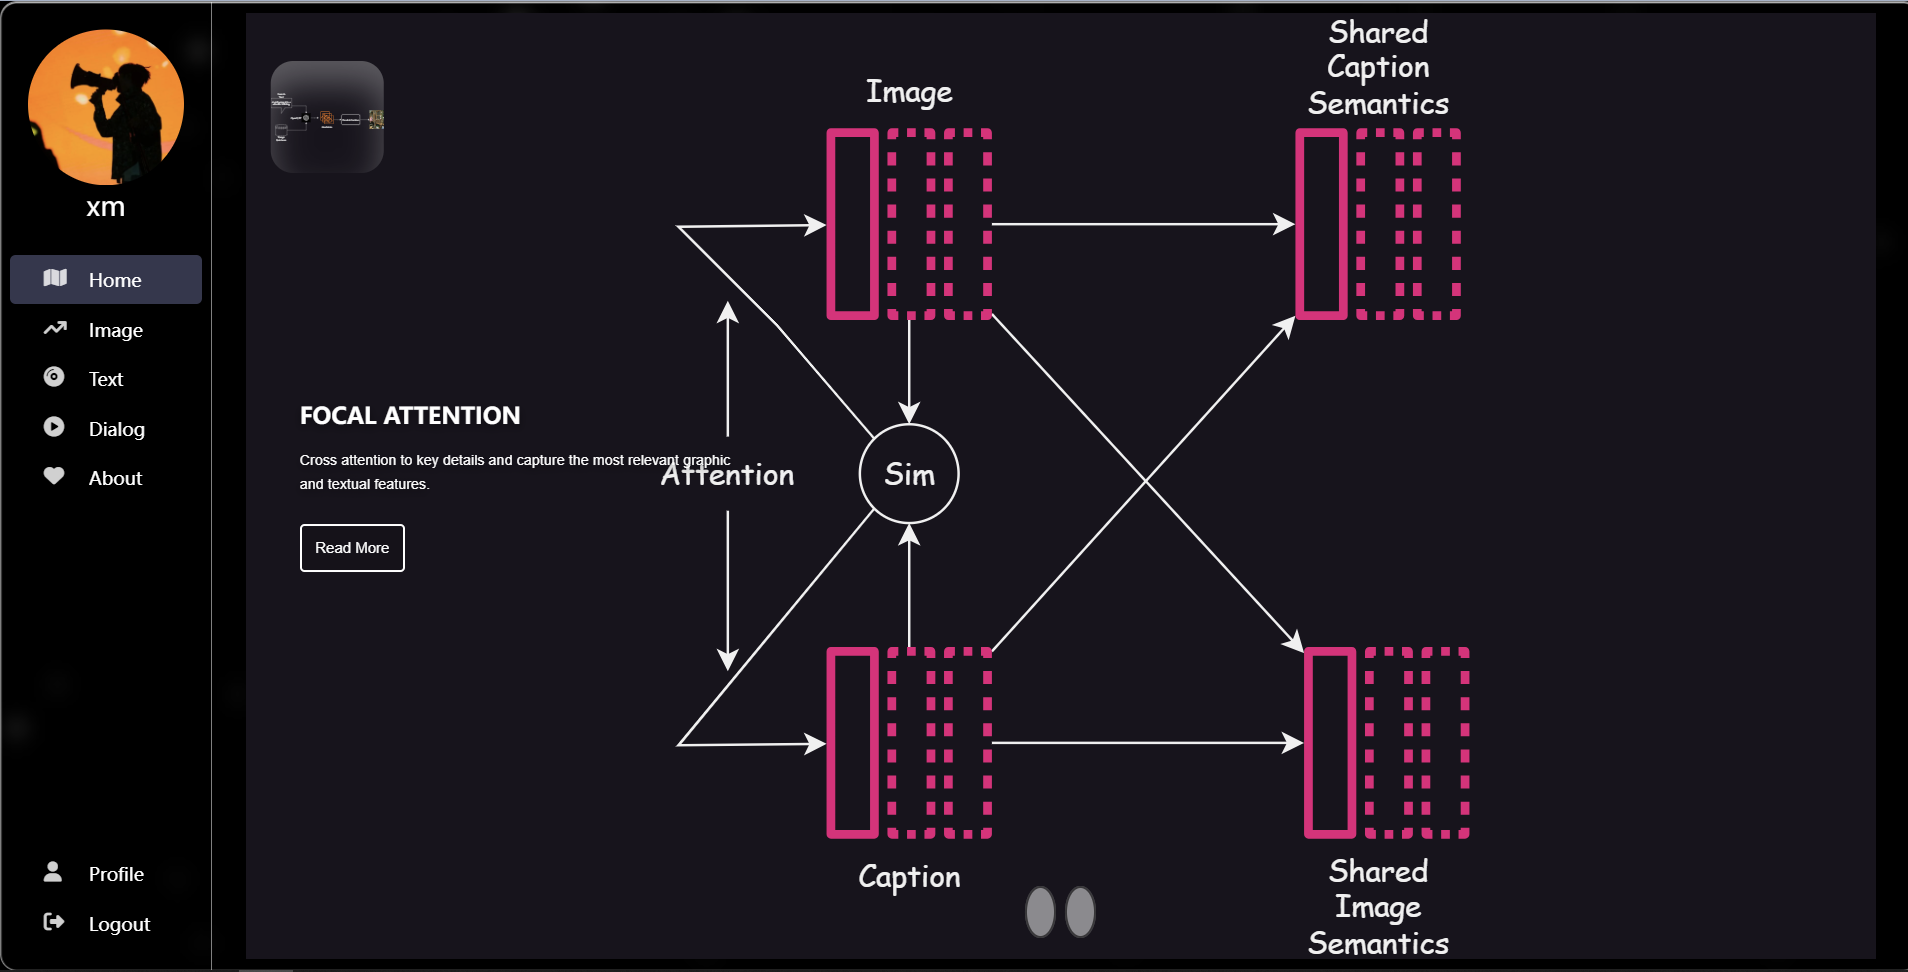 xm
Home
Image
Text
Dialog
About
Profile
Logout
FOCAL ATTENTION
Cross attention to key details and capture the most relevant graphic
and textual features.
Read More
Image
Shared
Caption
Semantics
Attention
Sim
Caption
Shared
Image
Semantics